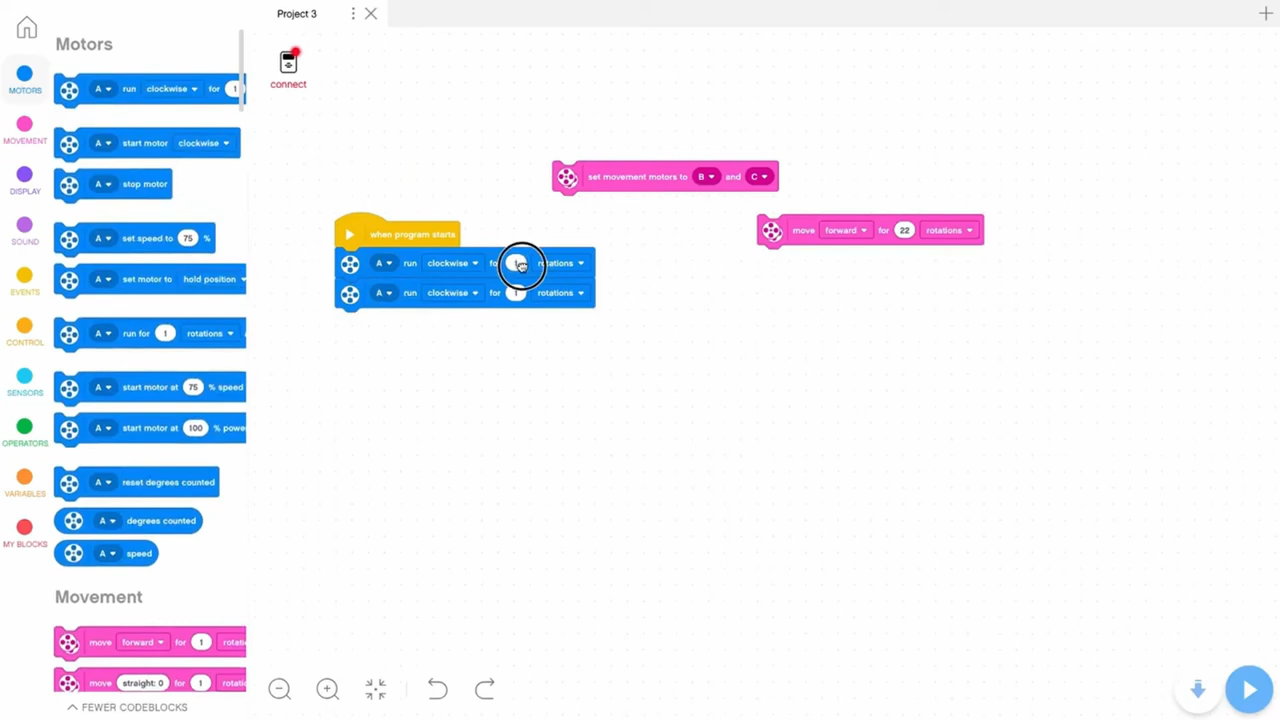 Project 3
connect
Motors
MOTORS
MOVEMENT
DISPLAY
SOUND
EVENTS
CONTROL
SENSORS
OPERATORS
VARIABLES
MY BLOCKS
A run clockwise for 1
A start motor clockwise
A stop motor
A set speed to 75 %
A set motor to hold position
A run for 1 rotations
A start motor at 75 % speed
A start motor at 100 % powe
A reset degrees counted
A degrees counted
A speed
Movement
move forward for 1 rotati
move straight: 0 for 1 rotati
FEWER CODEBLOCKS
set movement motors to B and C
move forward for 22 rotations
when program starts
A run clockwise fo rotations
A run clockwise for 1 rotations